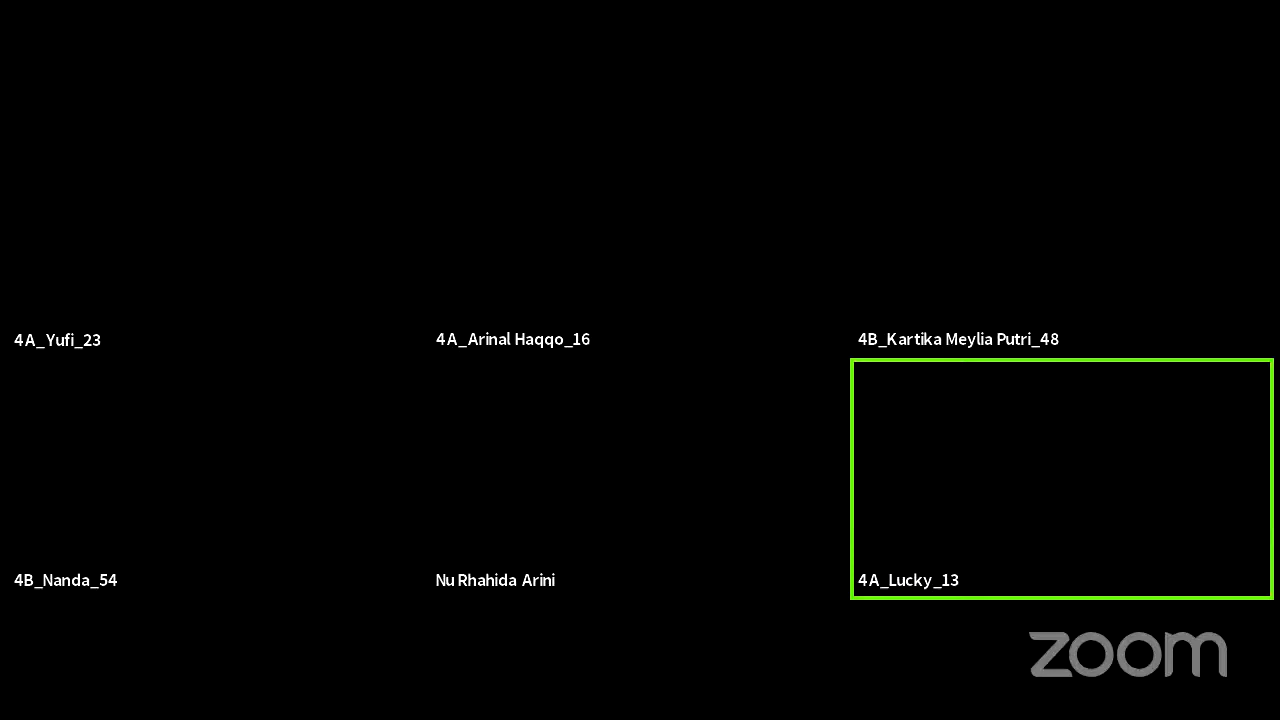 4A_Yufi_23
4A_Arinal Haqqo_16
4B_Kartika Meylia Putri_48
4B_Nanda_54
Nu Rhahida Arini
4A_Lucky_13
zoom